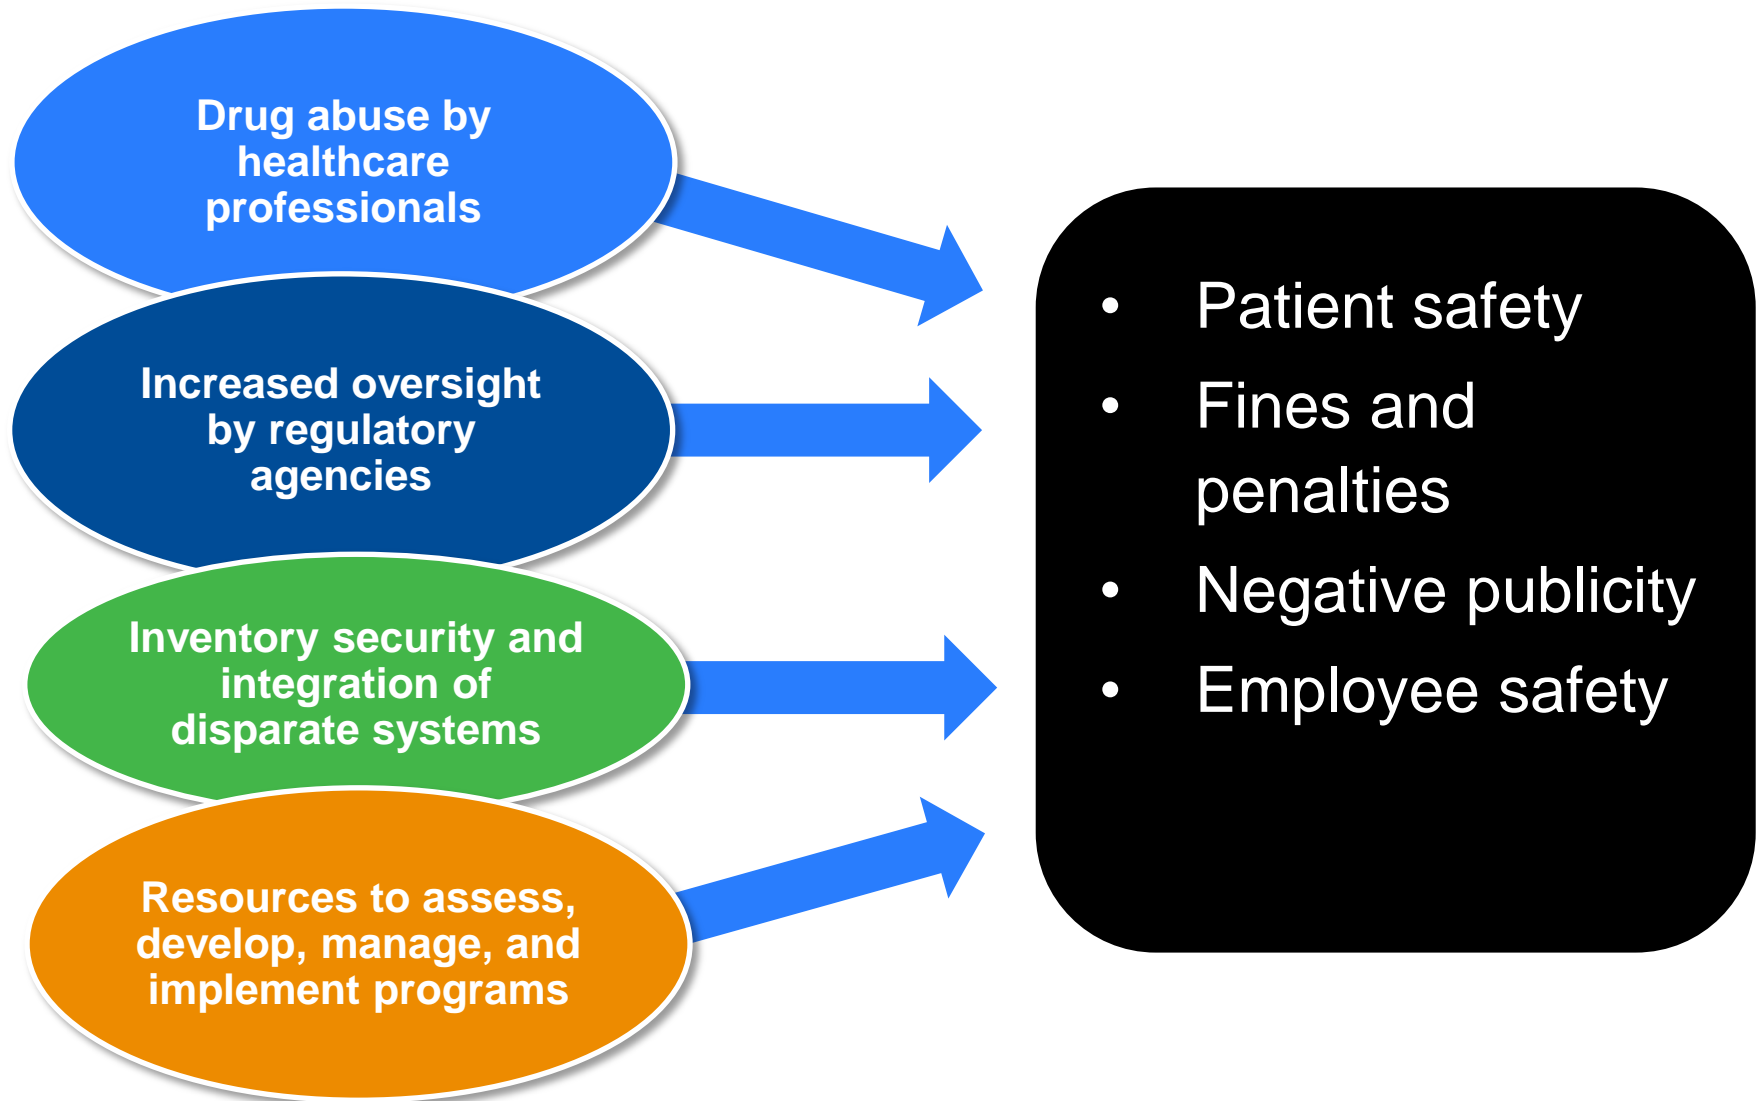 Drug abuse by
healthcare
professionals
Increased oversight
by regulatory
agencies
Inventory security and
integration of
disparate systems
Resources to assess,
develop, manage, and
implement programs
• Patient safety
• Fines and
penalties
• Negative publicity
• Employee safety